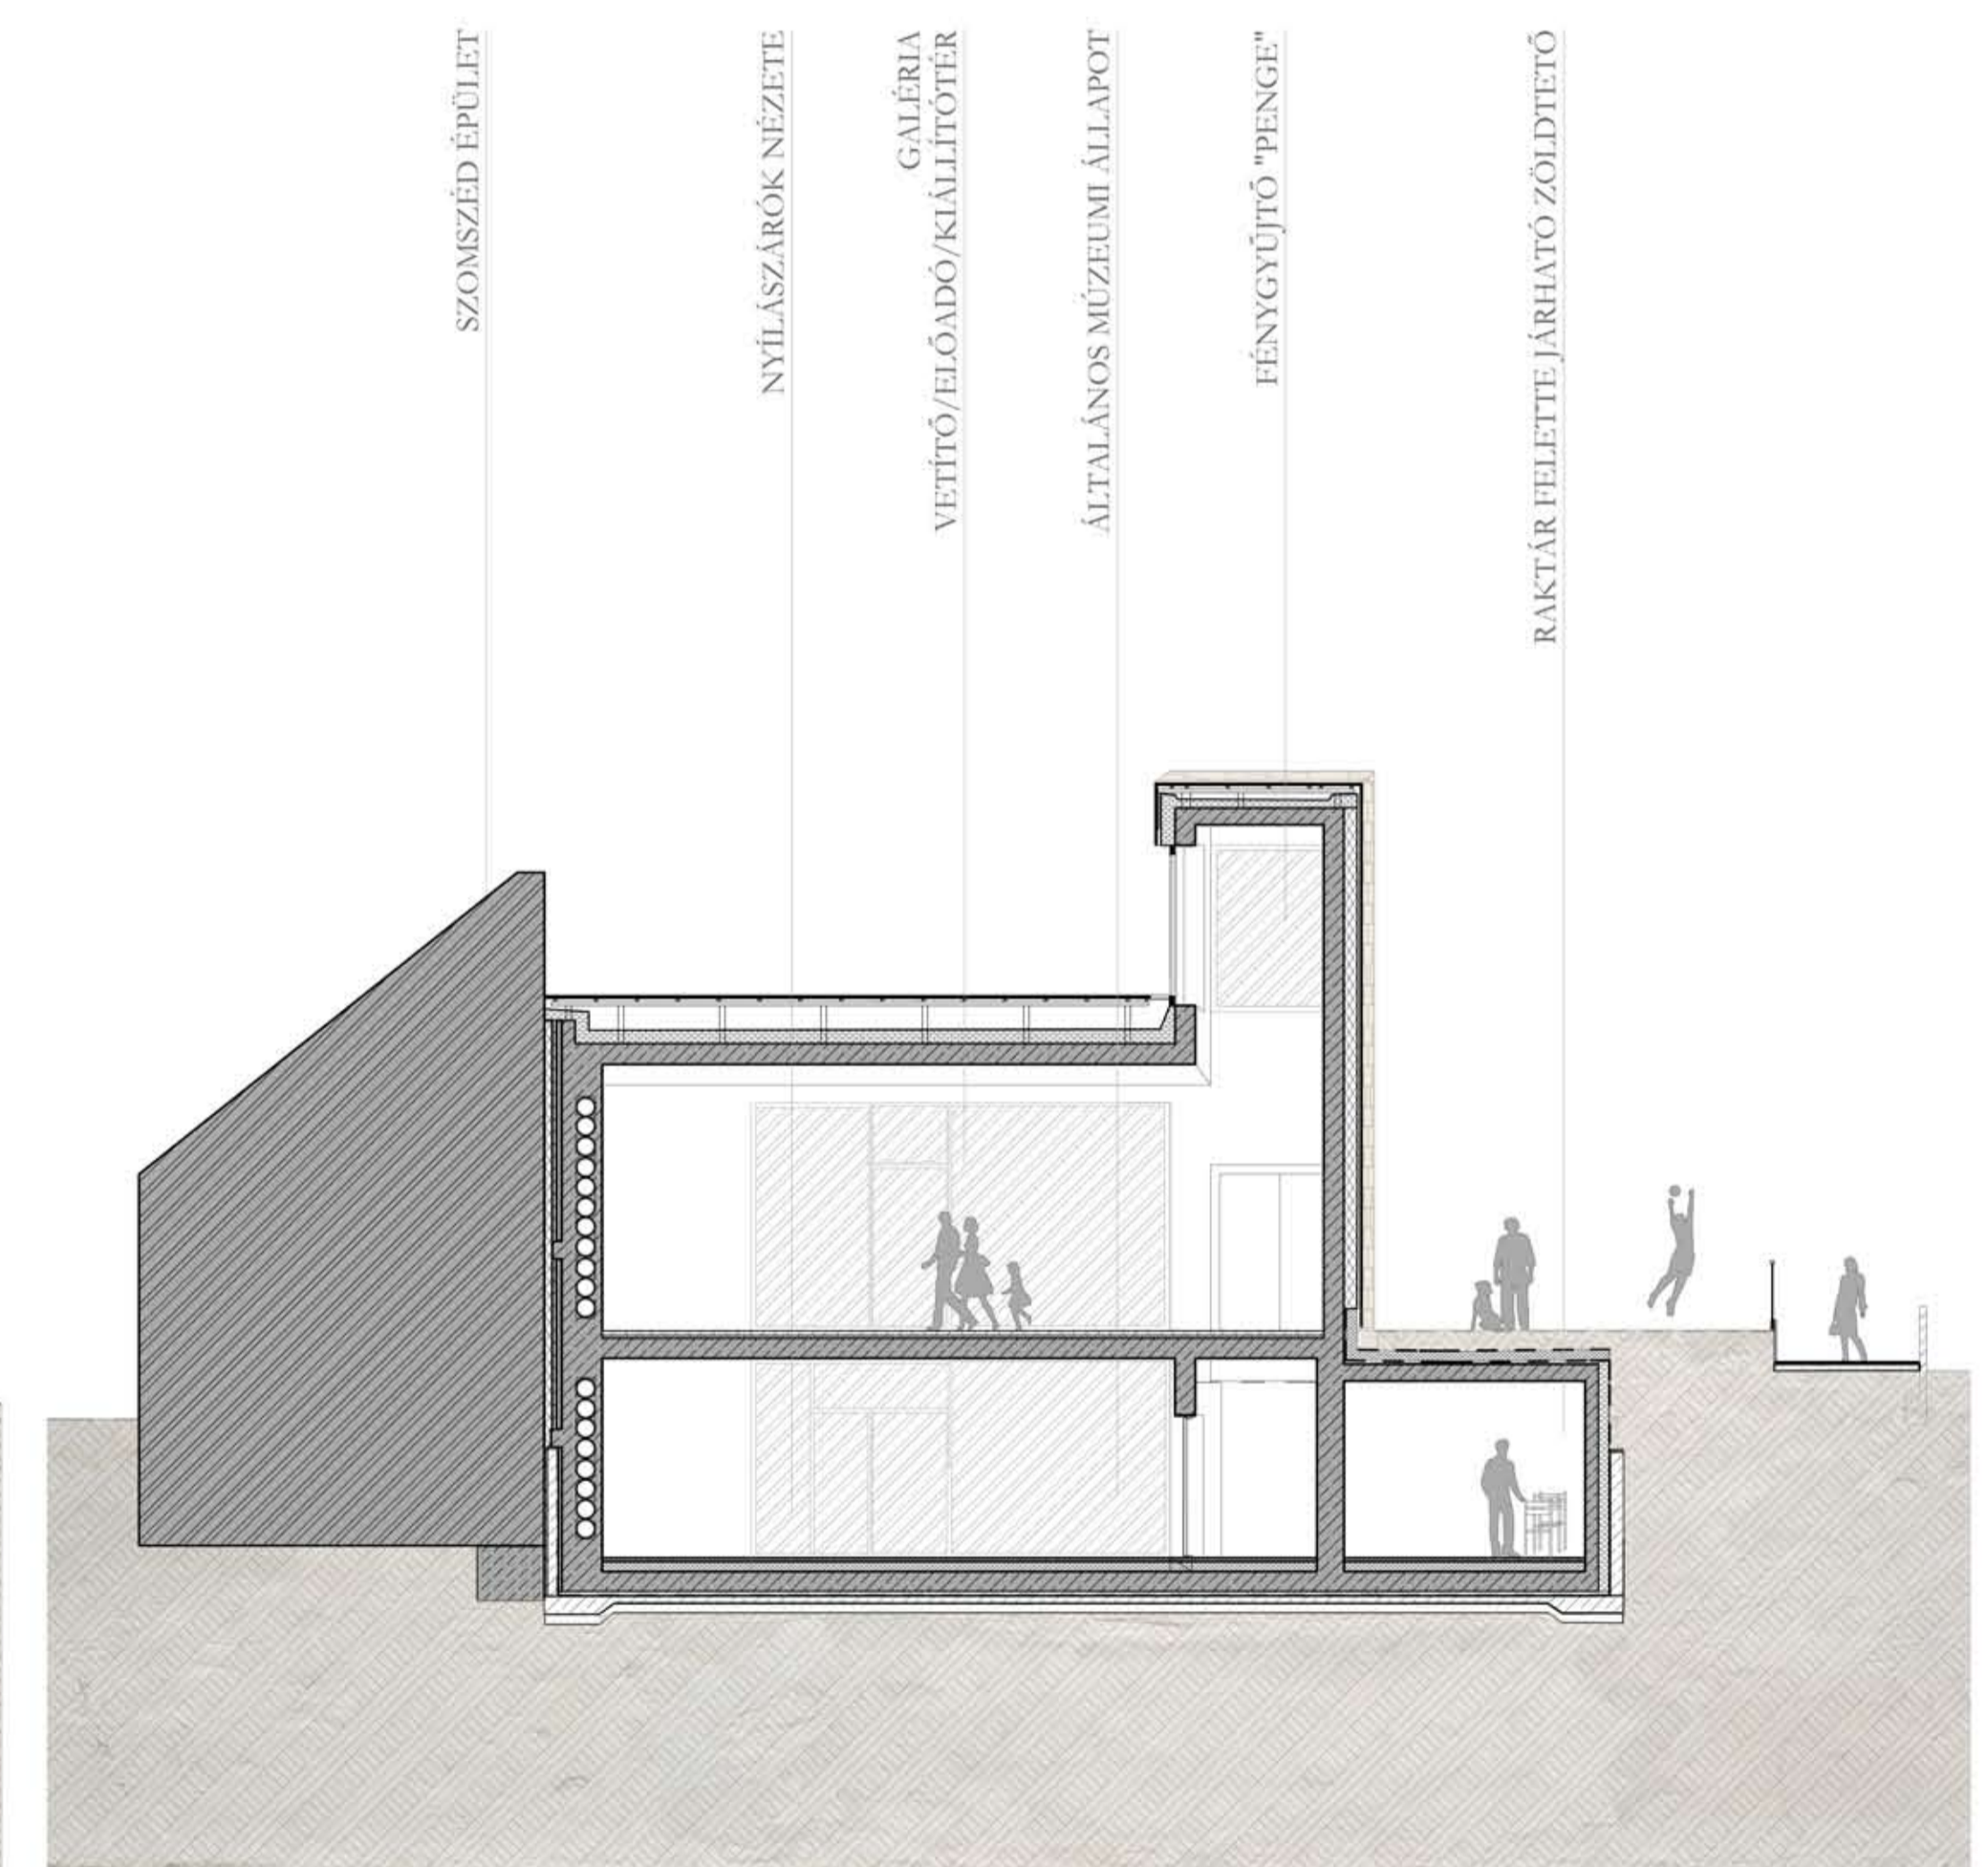 SZOMSZÉD ÉPÜLET
NYÍLÁSZÁRÓK NÉZETE
GALÉRIA
VETÍTŐ/ELŐADÓ/KIÁLLÍTÓTÉR
ÁLTALÁNOS MÚZEUMI ÁLLAPOT
FÉNYGYŰJTŐ "PENGE"
RAKTÁR FELETTE JÁRHATÓ ZÖLDTETŐ